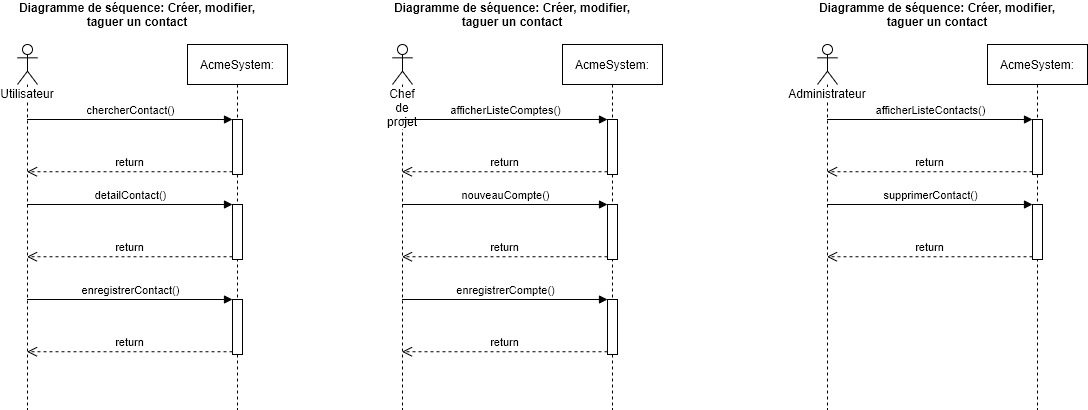 Diagramme de séquence: Créer, modifier,
taguer un contact
AcmeSystem:
Utilisateur
chercherContact()
return
detailContact()
return
enregistrerContact()
return
Diagramme de séquence: Créer, modifier,
taguer un contact
AcmeSystem:
Chef
de
projet
afficherListeComptes()
return
nouveauCompte()
return
enregistrerCompte()
return
Diagramme de séquence: Créer, modifier,
taguer un contact
AcmeSystem:
Administrateur
afficherListeContacts()
return
supprimerContact()
return